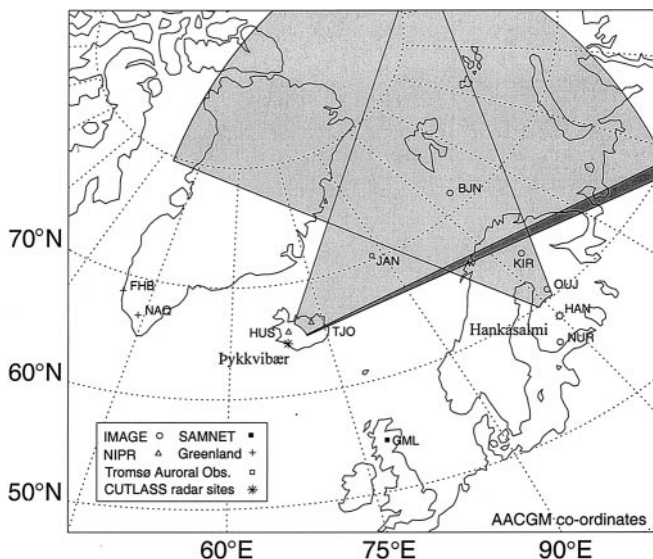 70°N
60°N
50°N
BJN
JAN
KIR
FHB
OUJ
NAQ
HAN
HUS
TJO
Hankasalmi
NUR
Þykkvibær
GML
IMAGE SAMNET
NIPR Greenland
Tromsø Auroral Obs.
CUTLASS radar sites
AACGM co-ordinates
60°E 75°E 90°E